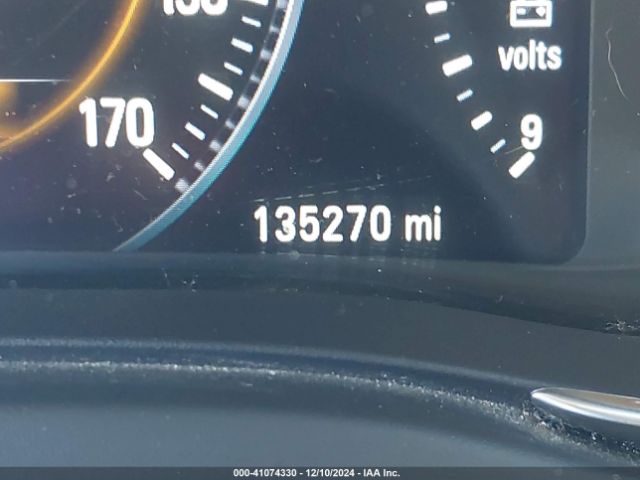 volts
170
9
135270 mi
000-41074330 - 12/10/2024 - IAA Inc.